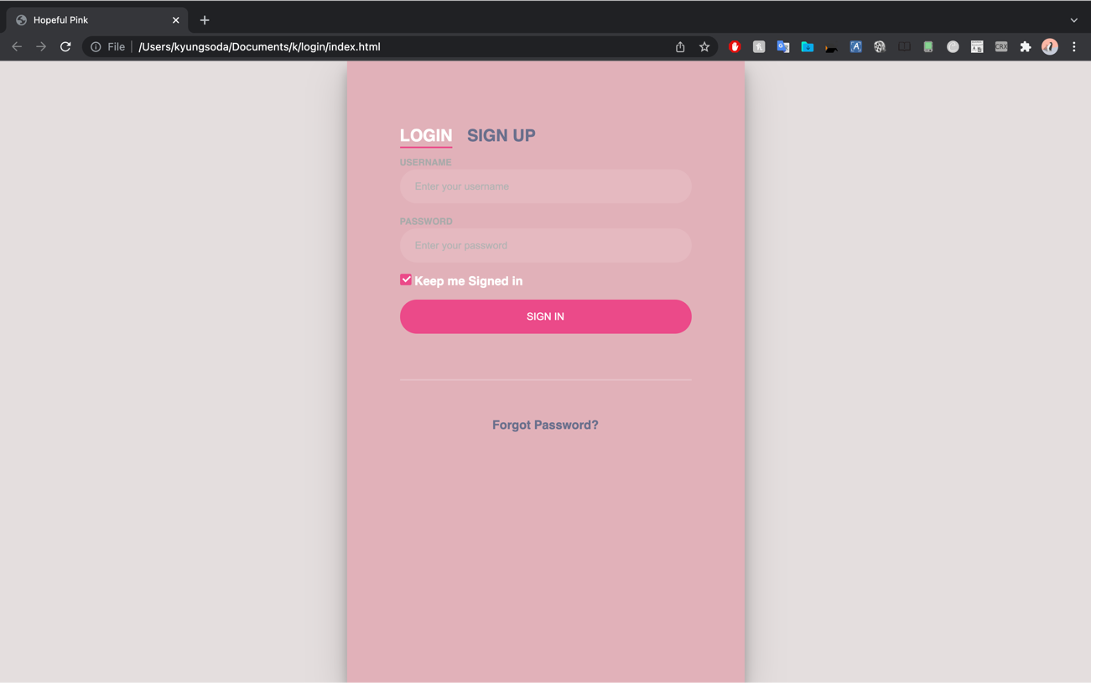 Hopeful Pink
File /Users/kyungsoda/Documents/k/login/index.html
LOGIN SIGN UP
USERNAME
Enter your username
PASSWORD
Enter your password
Keep me Signed in
SIGN IN
Forgot Password?